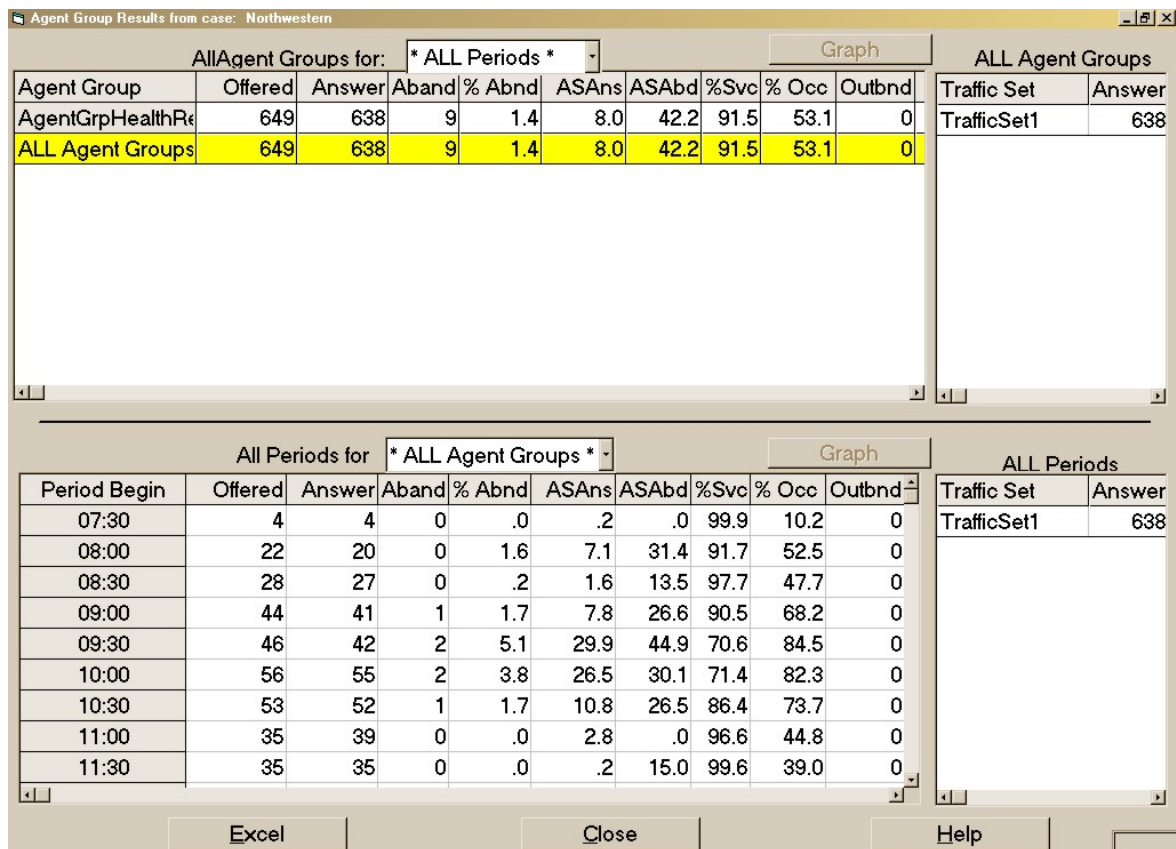 Agent Group Results from case: Northwestern
AllAgent Groups for: * ALL Periods * Graph ALL Agent Groups
Agent Group Offered Answer Aband % Abnd ASAns ASAbd %Svc % Occ Outbnd Traffic Set Answer
AgentGrpHealthRe 649 638 9 1.4 8.0 42.2 91.5 53.1 0 TrafficSet1 638
ALL Agent Groups 649 638 9 1.4 8.0 42.2 91.5 53.1 0
All Periods for * ALL Agent Groups * Graph ALL Periods
Period Begin Offered Answer Aband % Abnd ASAns ASAbd %Svc % Occ Outbnd Traffic Set Answer
07:30 4 4 0 .0 .2 .0 99.9 10.2 0 TrafficSet1 638
08:00 22 20 0 1.6 7.1 31.4 91.7 52.5 0
08:30 28 27 0 .2 1.6 13.5 97.7 47.7 0
09:00 44 41 1 1.7 7.8 26.6 90.5 68.2 0
09:30 46 42 2 5.1 29.9 44.9 70.6 84.5 0
10:00 56 55 2 3.8 26.5 30.1 71.4 82.3 0
10:30 53 52 1 1.7 10.8 26.5 86.4 73.7 0
11:00 35 39 0 .0 2.8 .0 96.6 44.8 0
11:30 35 35 0 .0 .2 15.0 99.6 39.0 0
Excel Close Help